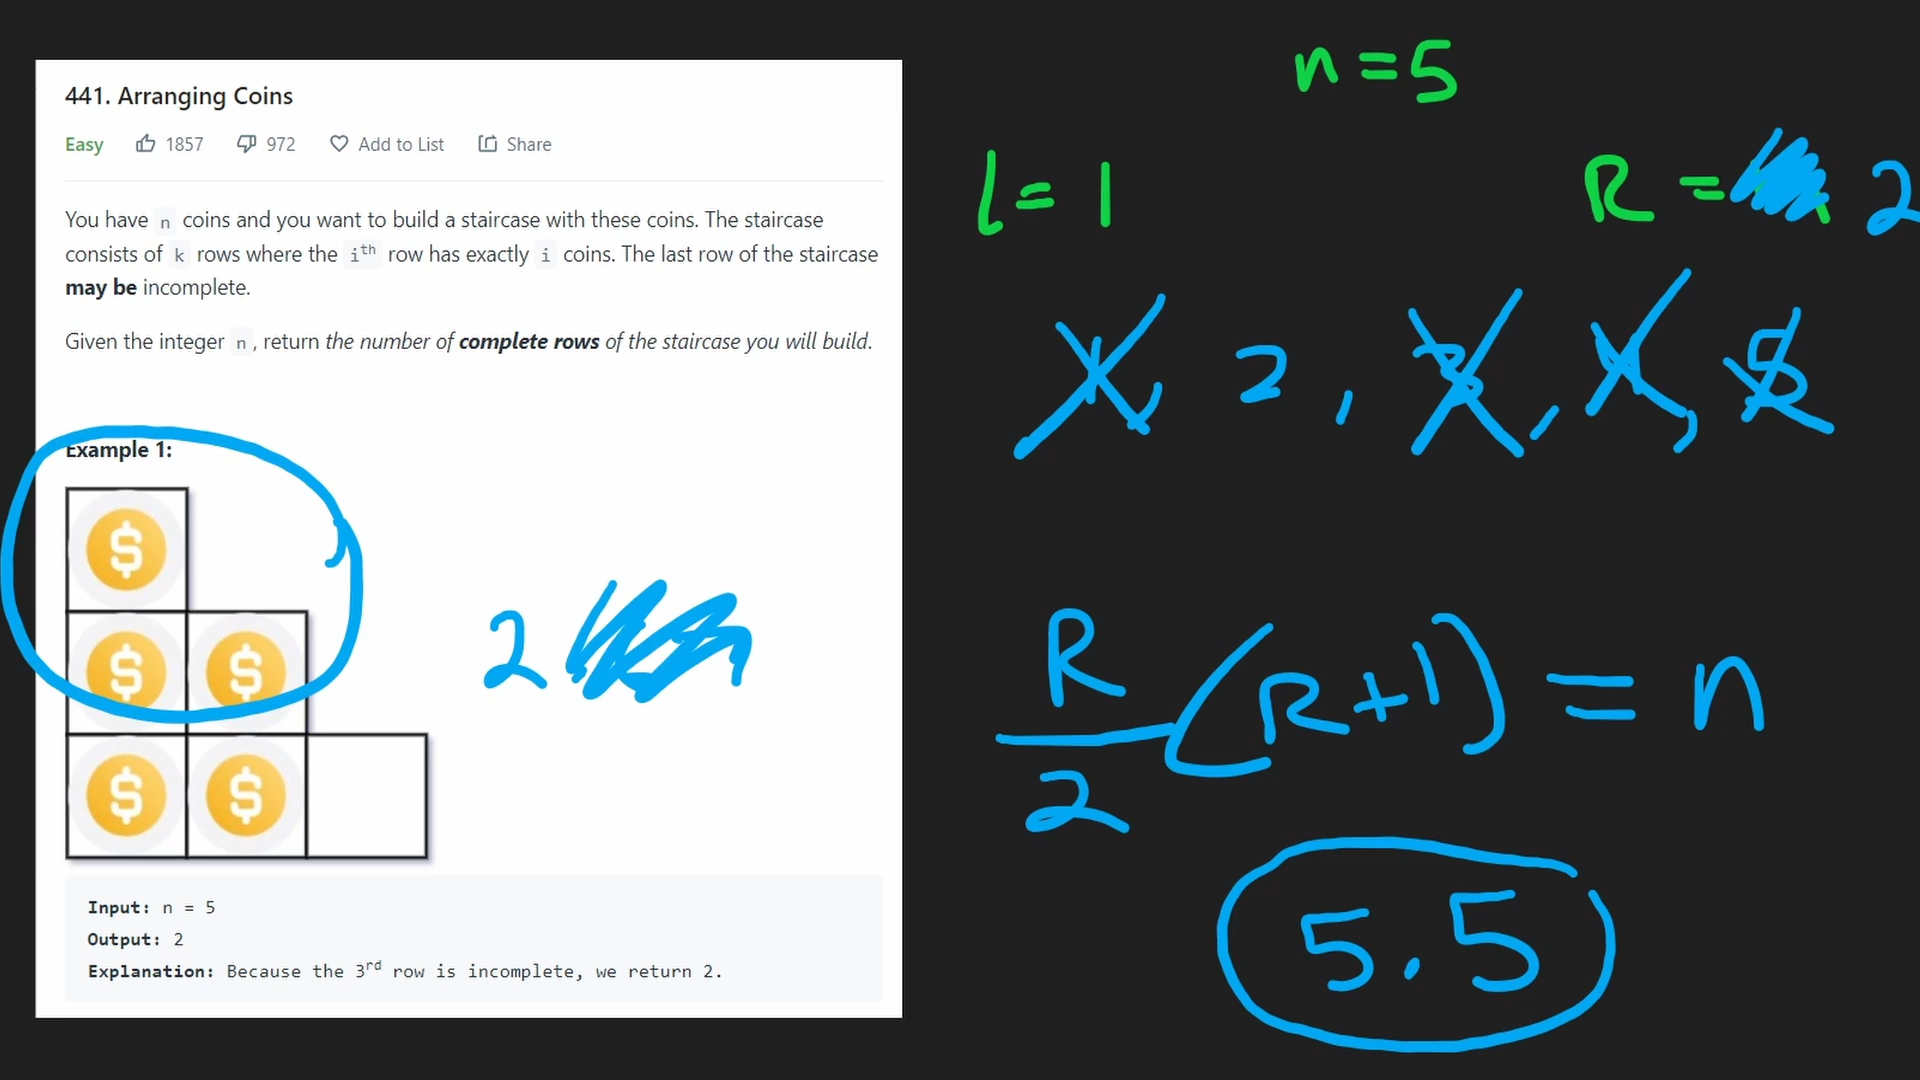 441. Arranging Coins
Easy 1857 972 Add to List Share
You have n coins and you want to build a staircase with these coins. The staircase
consists of k rows where the ith row has exactly i coins. The last row of the staircase
may be incomplete.
Given the integer n, return the number of complete rows of the staircase you will build.
Example 1:
$
$ $
$ $
2
Input: n = 5
Output: 2
Explanation: Because the 3rd row is incomplete, we return 2.
n = 5
l = 1
R = 2
1, 2, 3, 4, 5
R/2 (R+1) = n
5.5